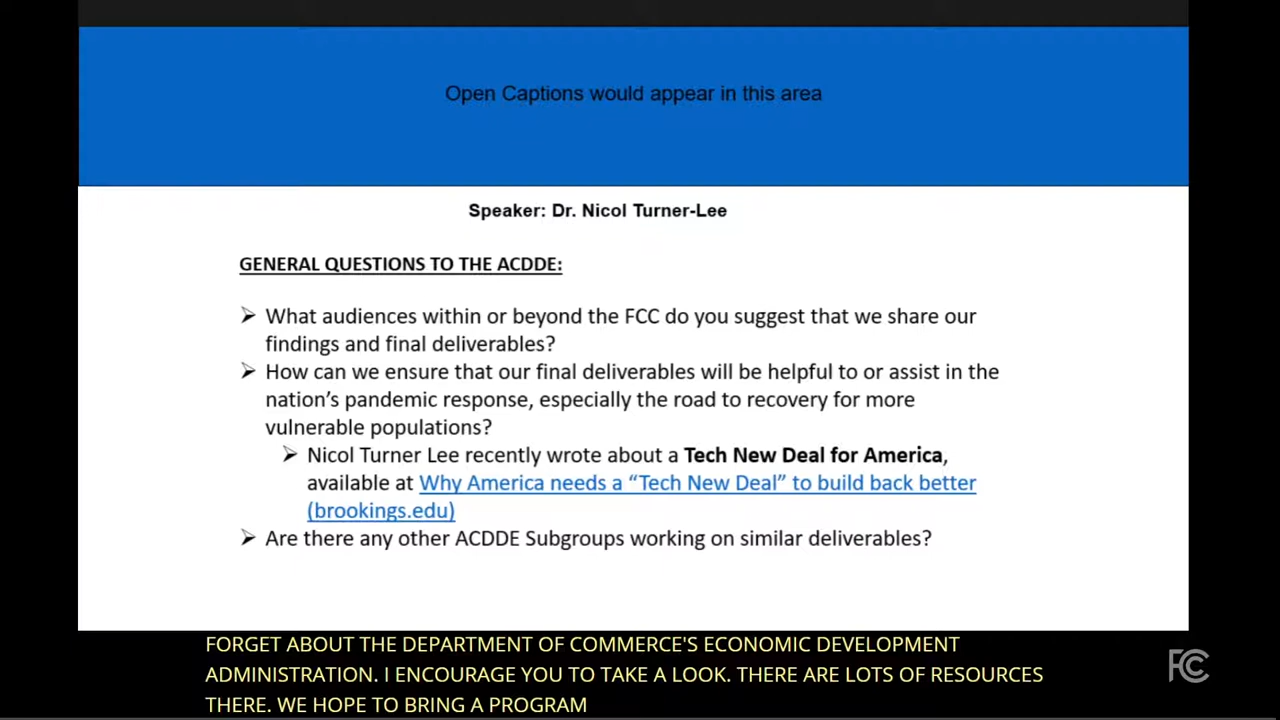 Open Captions would appear in this area
Speaker: Dr. Nicol Turner-Lee
GENERAL QUESTIONS TO THE ACDDE:
➢ What audiences within or beyond the FCC do you suggest that we share our
findings and final deliverables?
➢ How can we ensure that our final deliverables will be helpful to or assist in the
nation’s pandemic response, especially the road to recovery for more
vulnerable populations?
➢ Nicol Turner Lee recently wrote about a Tech New Deal for America,
available at Why America needs a “Tech New Deal” to build back better
(brookings.edu)
➢ Are there any other ACDDE Subgroups working on similar deliverables?
FORGET ABOUT THE DEPARTMENT OF COMMERCE'S ECONOMIC DEVELOPMENT
ADMINISTRATION. I ENCOURAGE YOU TO TAKE A LOOK. THERE ARE LOTS OF RESOURCES
THERE. WE HOPE TO BRING A PROGRAM
FCC